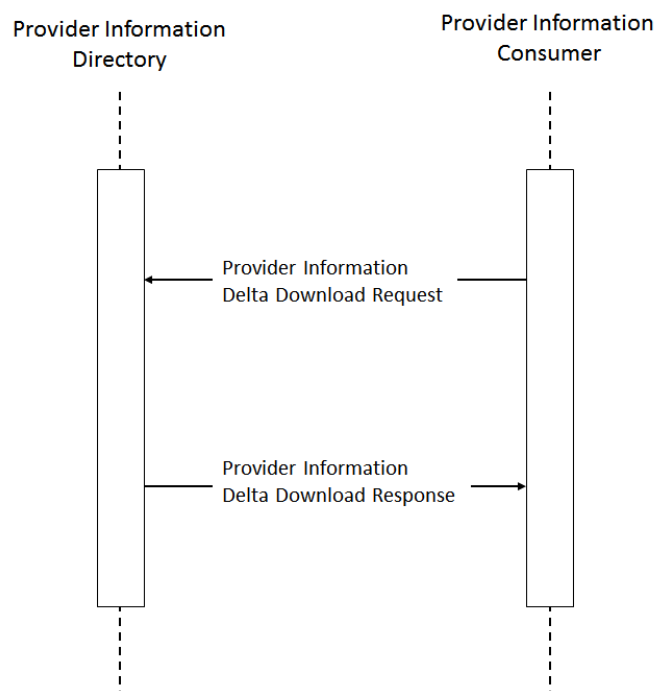 Provider Information
Directory
Provider Information
Consumer
Provider Information
Delta Download Request
Provider Information
Delta Download Response